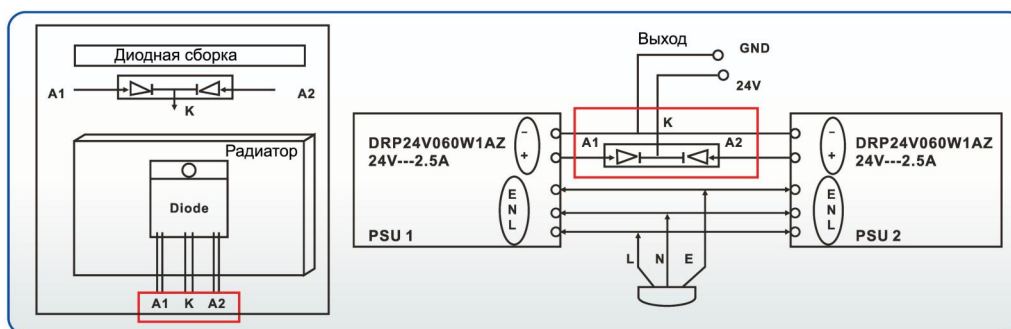 Диодная сборка
A1
A2
K
Радиатор
Diode
A1 K A2
Выход
GND
24V
K
A1
A2
DRP24V060W1AZ
24V---2.5A
− 
+
E
N
L
PSU 1
DRP24V060W1AZ
24V---2.5A
−
+
E
N
L
PSU 2
L N E